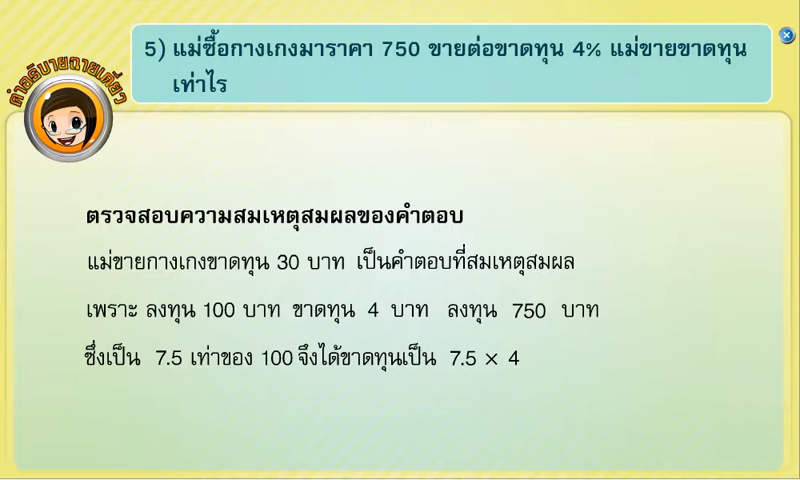 5) แม่ซื้อกางเกงมาราคา 750 ขายต่อขาดทุน 4% แม่ขายขาดทุน
เท่าไร
คำอธิบายฉายเดี่ยว
ตรวจสอบความสมเหตุสมผลของคำตอบ
แม่ขายกางเกงขาดทุน 30 บาท เป็นคำตอบที่สมเหตุสมผล
เพราะ ลงทุน 100 บาท ขาดทุน 4 บาท ลงทุน 750 บาท
ซึ่งเป็น 7.5 เท่าของ 100 จึงได้ขาดทุนเป็น 7.5 × 4